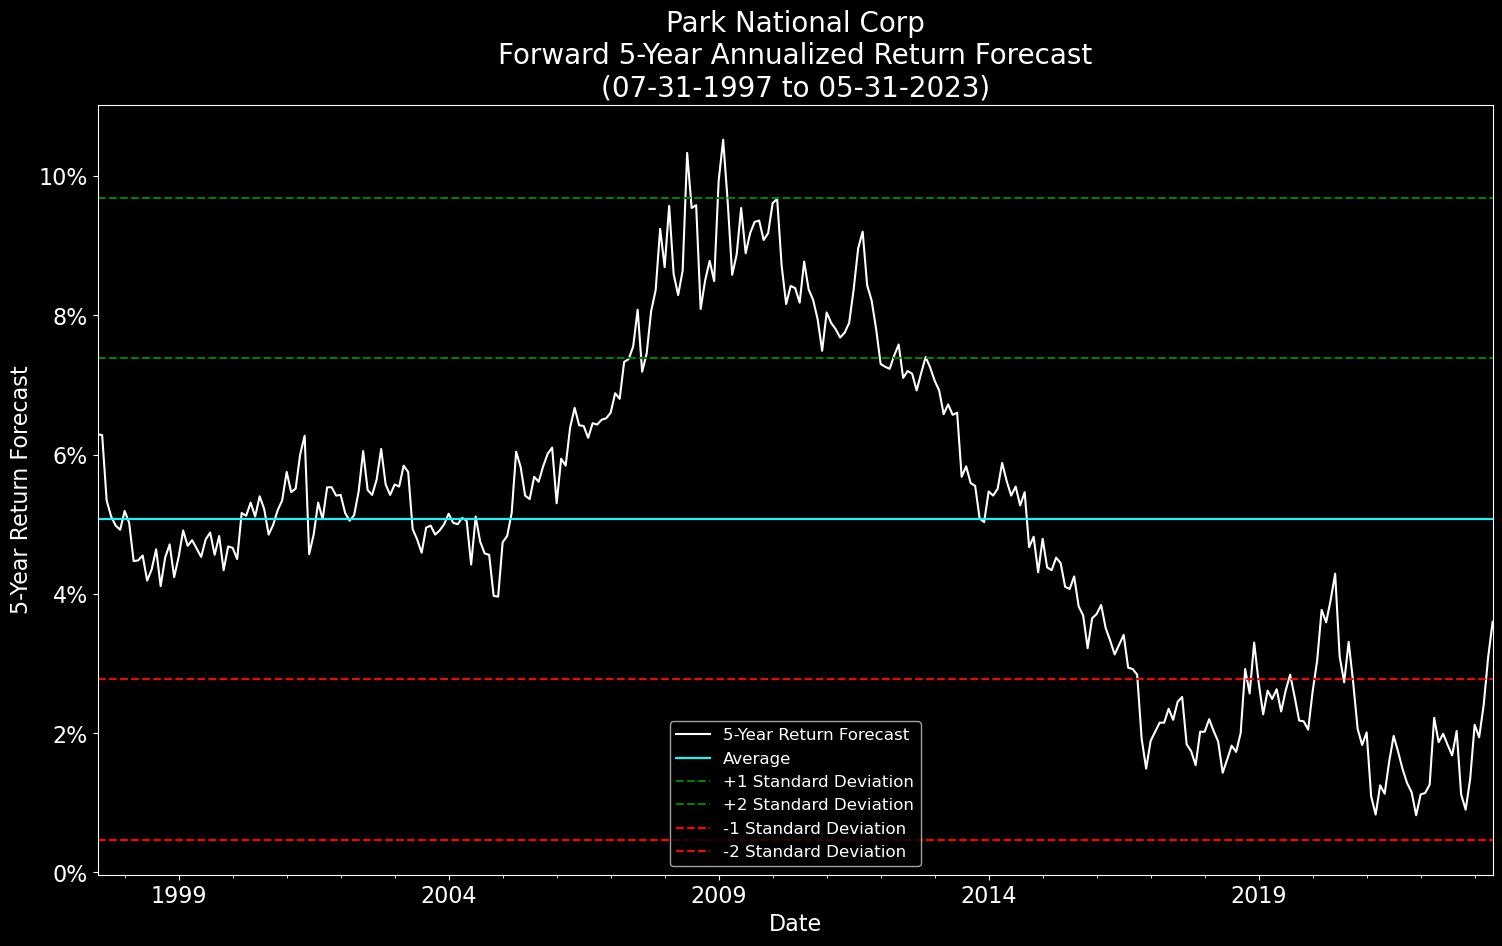 Park National Corp
Forward 5-Year Annualized Return Forecast
(07-31-1997 to 05-31-2023)
5-Year Return Forecast
10%
8%
6%
4%
2%
0%
5-Year Return Forecast
Average
+1 Standard Deviation
+2 Standard Deviation
-1 Standard Deviation
-2 Standard Deviation
1999 2004 2009 2014 2019
Date